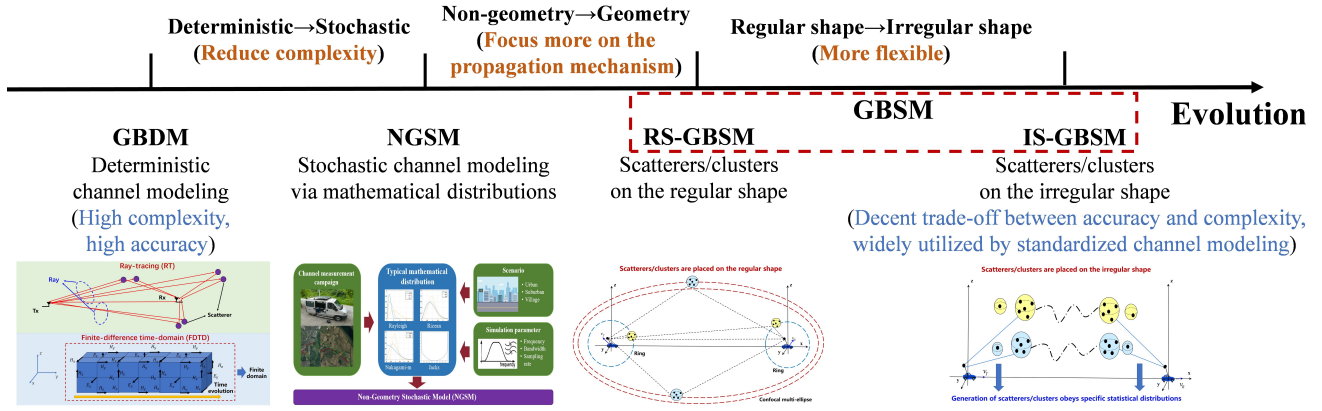 Deterministic→Stochastic
(Reduce complexity)
Non-geometry→Geometry
(Focus more on the
propagation mechanism)
Regular shape→Irregular shape
(More flexible)
GBSM
Evolution
GBDM
Deterministic
channel modeling
(High complexity,
high accuracy)
NGSM
Stochastic channel modeling
via mathematical distributions
RS-GBSM
Scatterers/clusters
on the regular shape
IS-GBSM
Scatterers/clusters
on the irregular shape
(Decent trade-off between accuracy and complexity,
widely utilized by standardized channel modeling)
Ray-tracing (RT)
Ray
Tx
Rx
Scatterer
Finite-difference time-domain (FDTD)
Finite
domain
Time
evolution
Channel measurement
campaign
Typical mathematical
distribution
Rayleigh
Rician
Nakagami-m
Jacks
Scenario
• Urban
• Suburban
• Village
Simulation parameter
• Frequency
• Bandwidth
• Sampling
rate
frequency
Non-Geometry Stochastic Model (NGSM)
Scatterers/clusters are placed on the regular shape
Ring
Ring
Confocal multi-ellipse
Scatterers/clusters are placed on the irregular shape
Generation of scatterers/clusters obeys specific statistical distributions